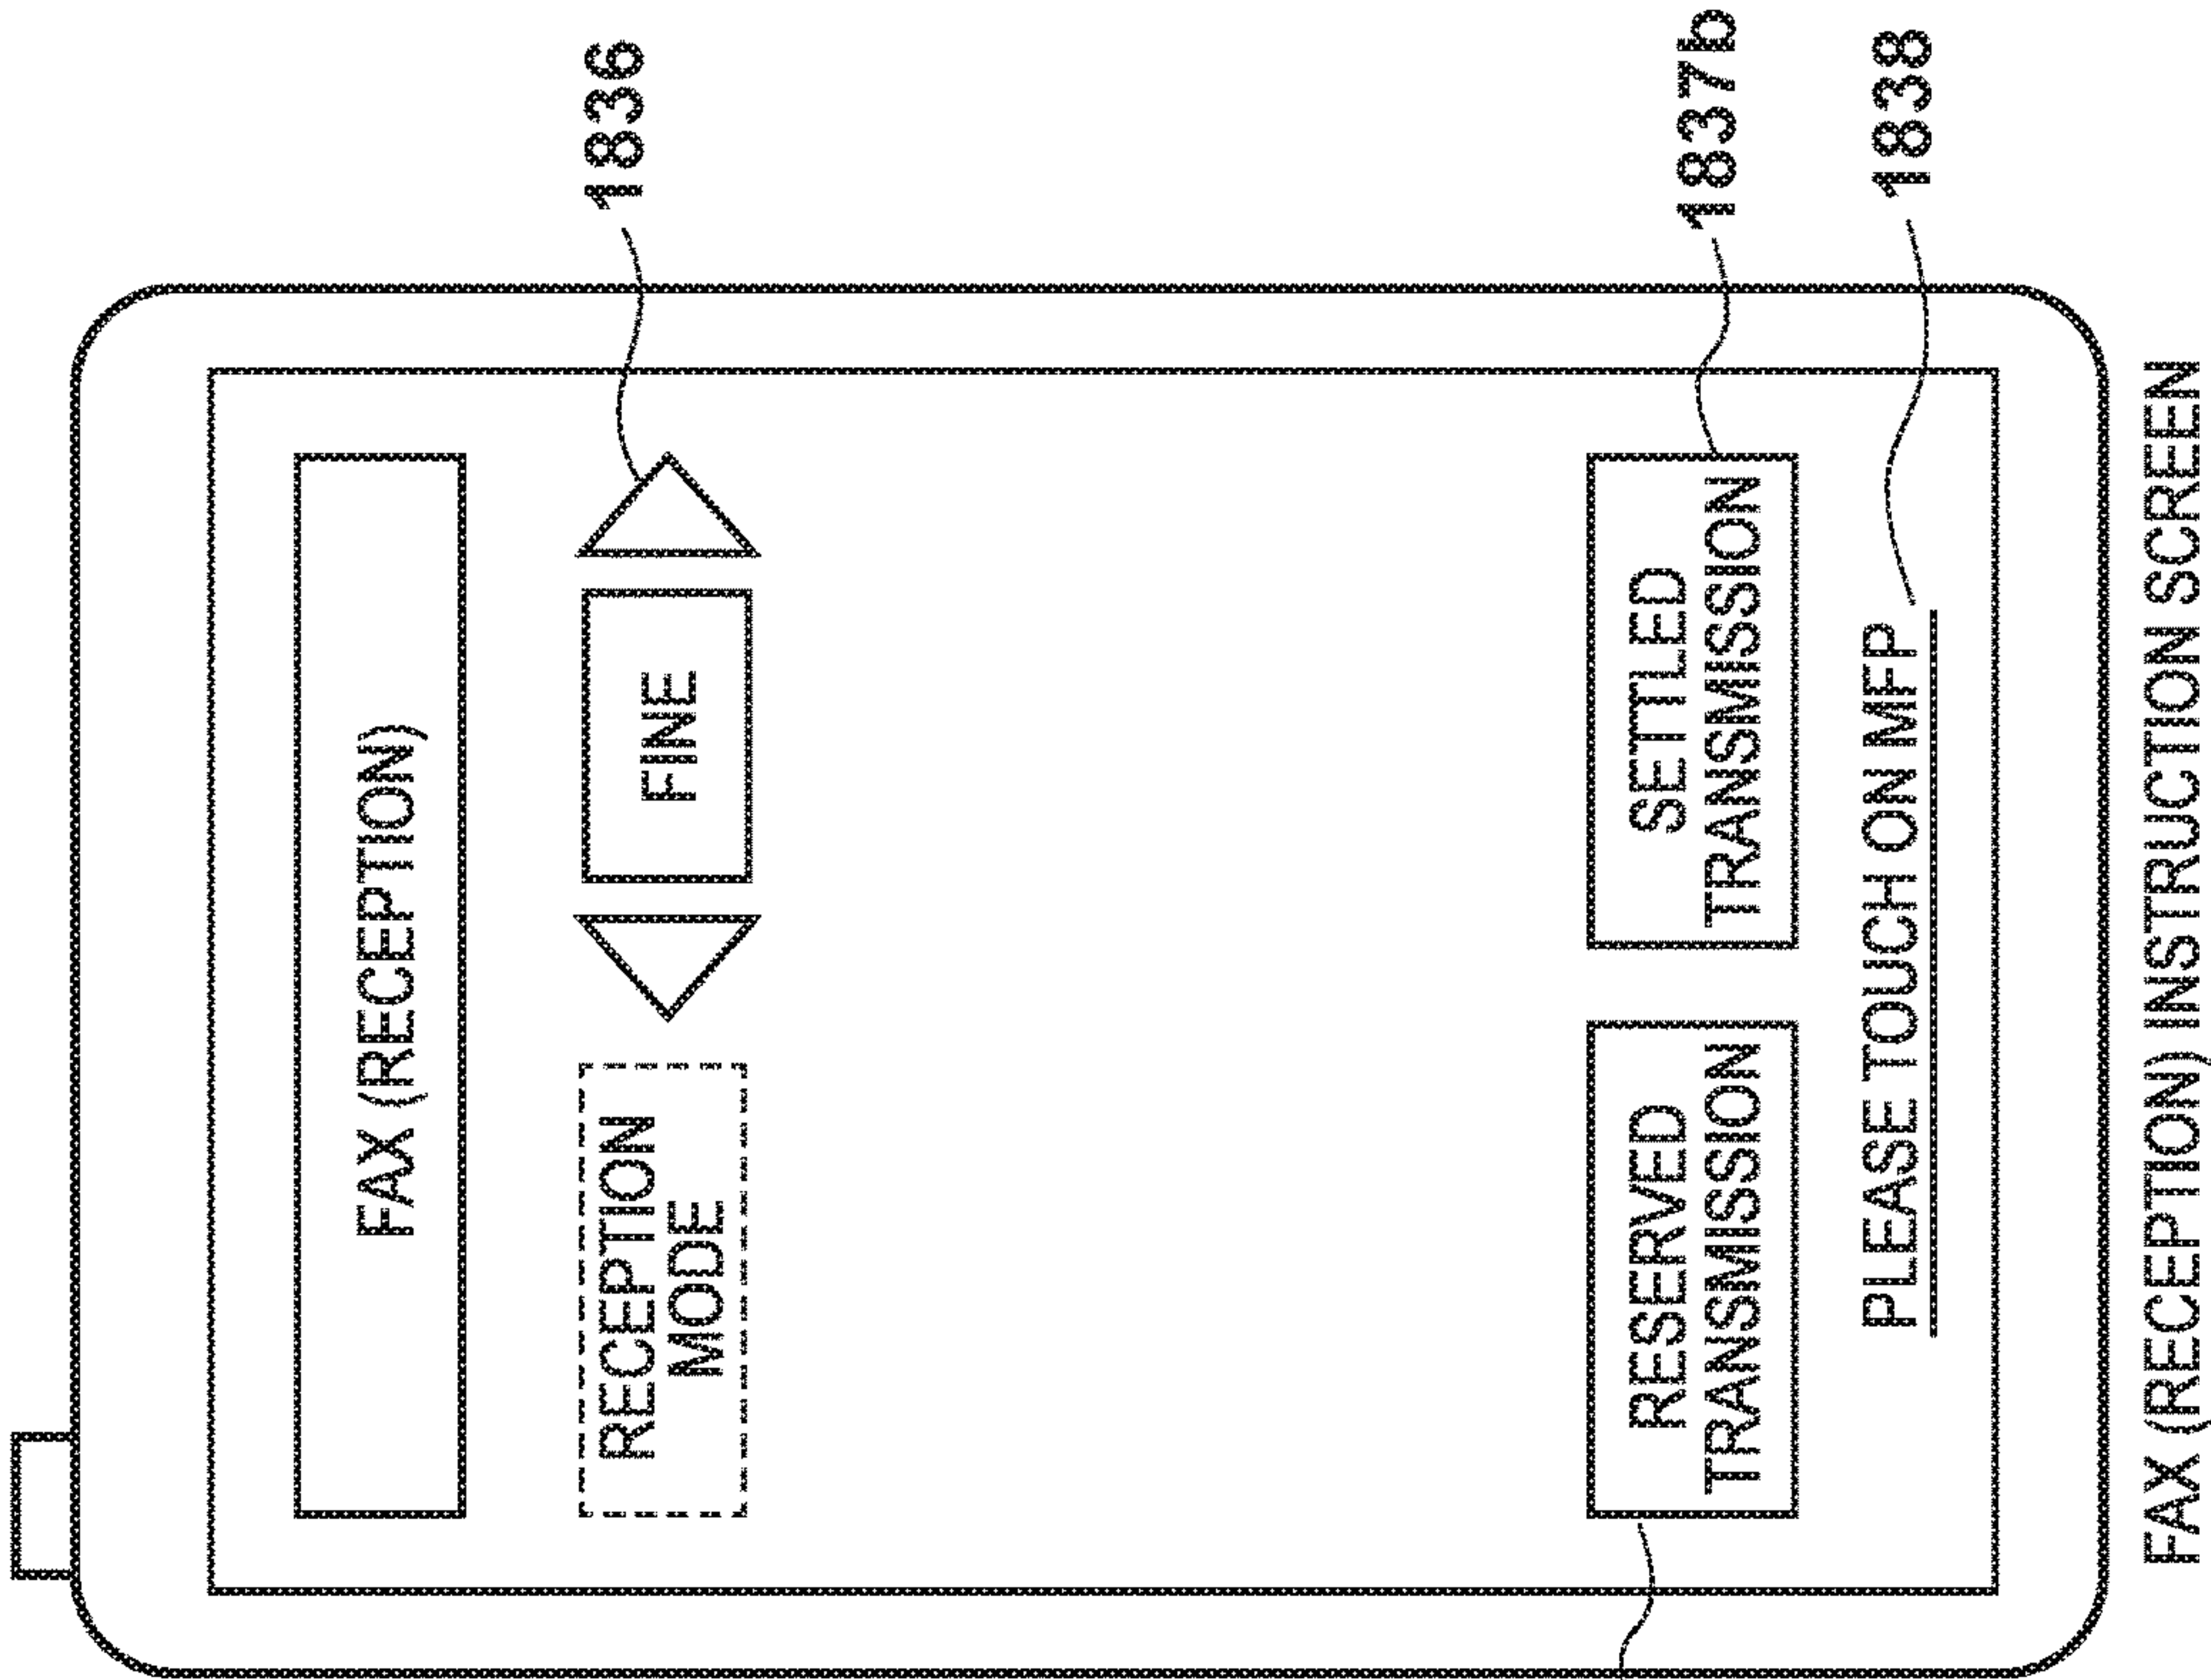 FAX (RECEPTION)
RECEPTION
MODE
FINE
1836
RESERVED
TRANSMISSION
SETTLED
TRANSMISSION
1837b
PLEASE TOUCH ON MFP
1838
FAX (RECEPTION) INSTRUCTION SCREEN